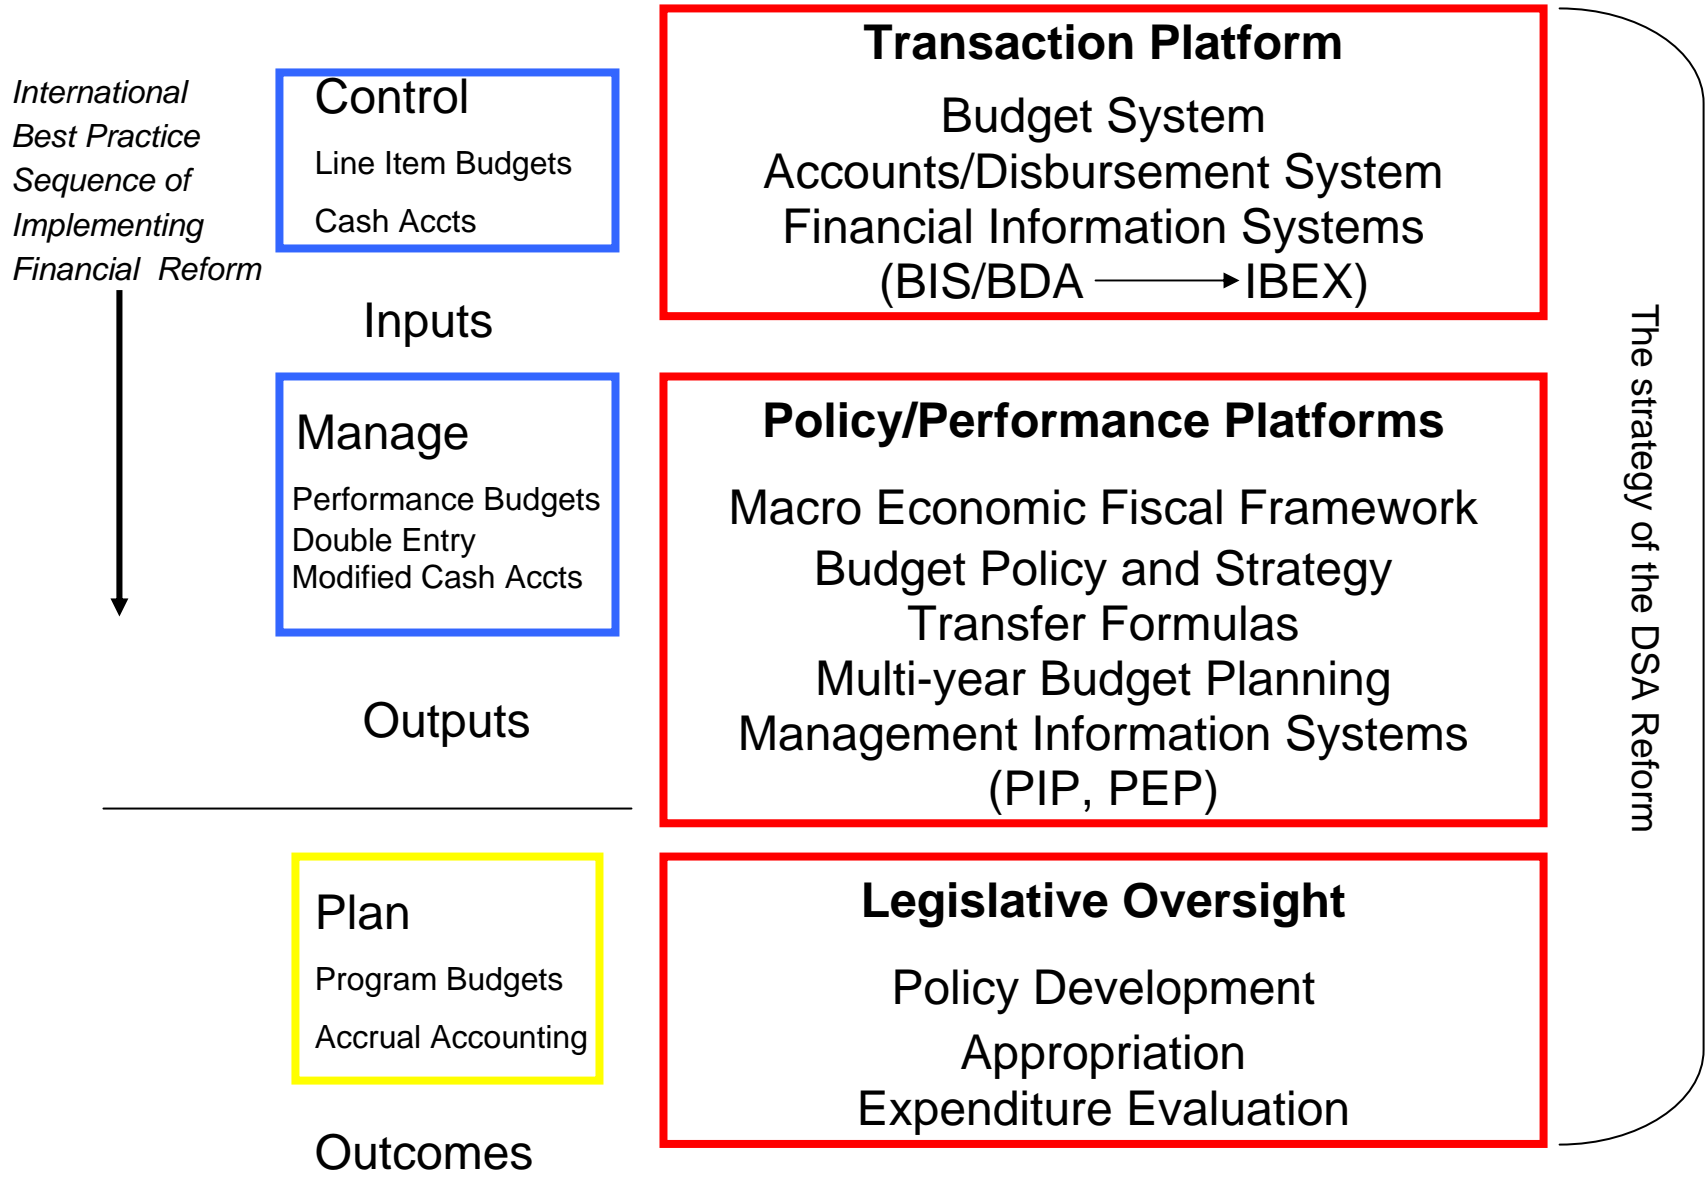 International
Best Practice
Sequence of
Implementing
Financial Reform
Control
Line Item Budgets
Cash Accts
Inputs
Transaction Platform
Budget System
Accounts/Disbursement System
Financial Information Systems
(BIS/BDA → IBEX)
Manage
Performance Budgets
Double Entry
Modified Cash Accts
Outputs
Policy/Performance Platforms
Macro Economic Fiscal Framework
Budget Policy and Strategy
Transfer Formulas
Multi-year Budget Planning
Management Information Systems
(PIP, PEP)
Plan
Program Budgets
Accrual Accounting
Outcomes
Legislative Oversight
Policy Development
Appropriation
Expenditure Evaluation
The strategy of the DSA Reform